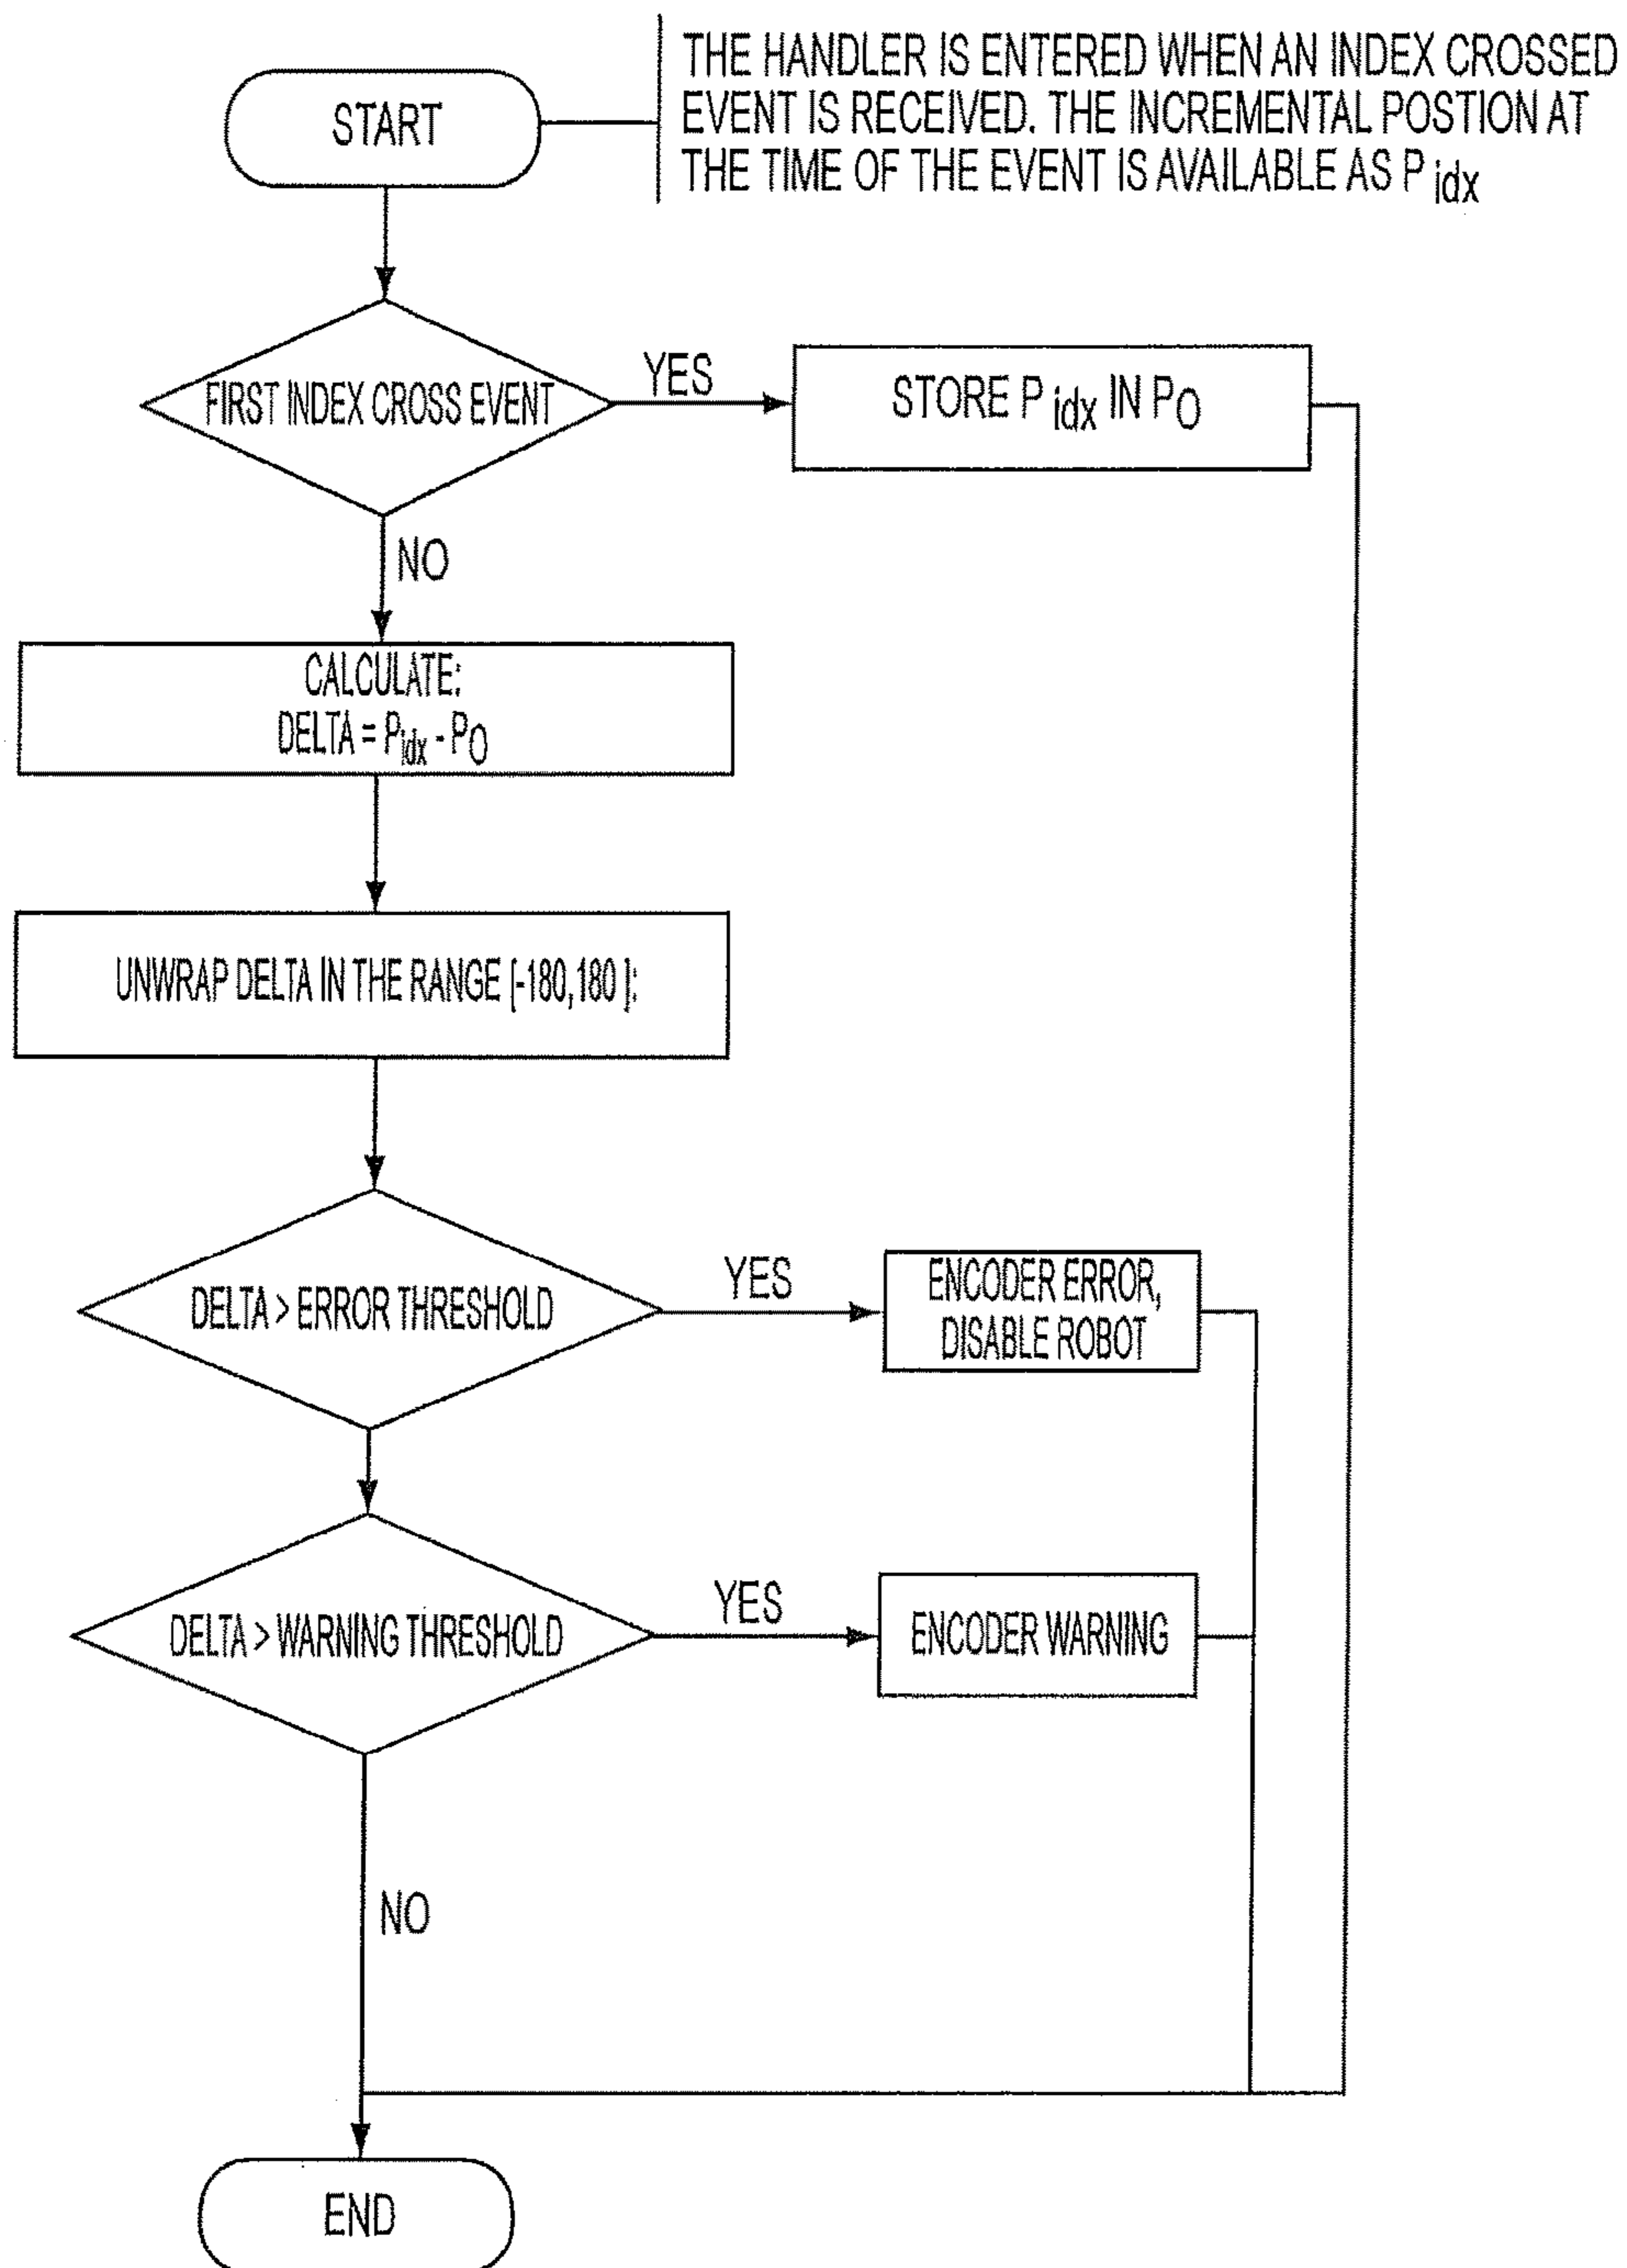 THE HANDLER IS ENTERED WHEN AN INDEX CROSSED
EVENT IS RECEIVED. THE INCREMENTAL POSTION AT
THE TIME OF THE EVENT IS AVAILABLE AS P idx
START
FIRST INDEX CROSS EVENT
YES
STORE P idx IN PO
NO
CALCULATE:
DELTA = Pidx - PO
UNWRAP DELTA IN THE RANGE [-180,180]:
DELTA > ERROR THRESHOLD
YES
ENCODER ERROR,
DISABLE ROBOT
DELTA > WARNING THRESHOLD
YES
ENCODER WARNING
NO
END